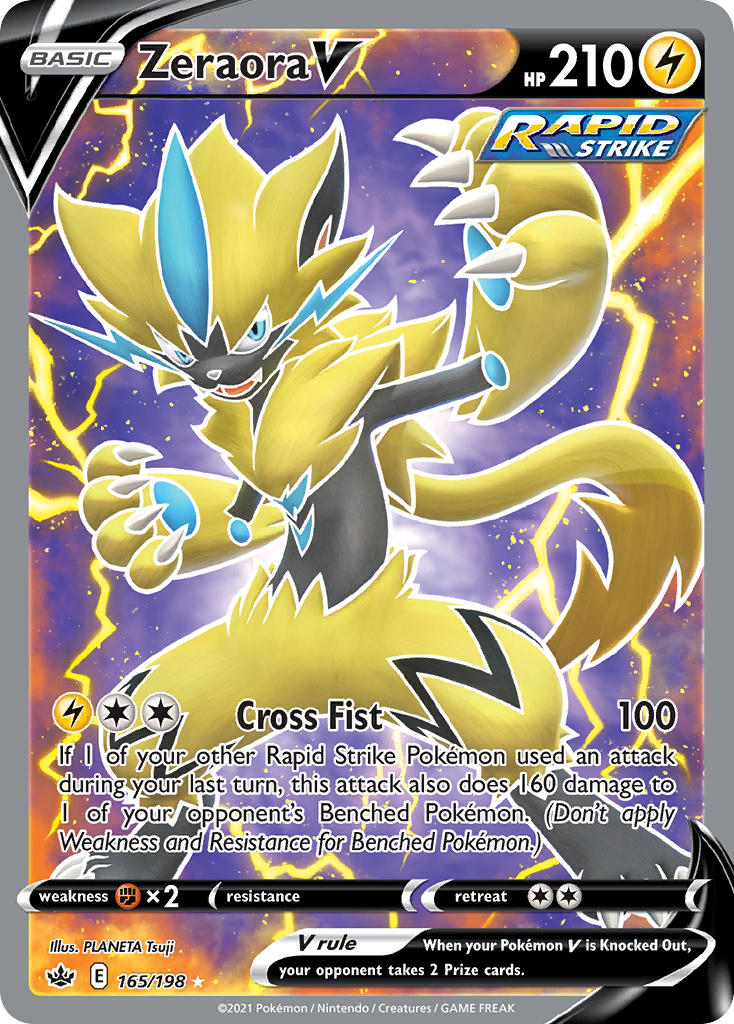 BASIC
Zeraora V
HP 210
RAPID
STRIKE
Cross Fist 100
If 1 of your other Rapid Strike Pokémon used an attack
during your last turn, this attack also does 160 damage to
1 of your opponent's Benched Pokémon. (Don't apply
Weakness and Resistance for Benched Pokémon.)
weakness ×2 resistance retreat
Illus. PLANETA Tsuji
V rule When your Pokémon V is Knocked Out,
your opponent takes 2 Prize cards.
E 165/198
©2021 Pokémon / Nintendo / Creatures / GAME FREAK